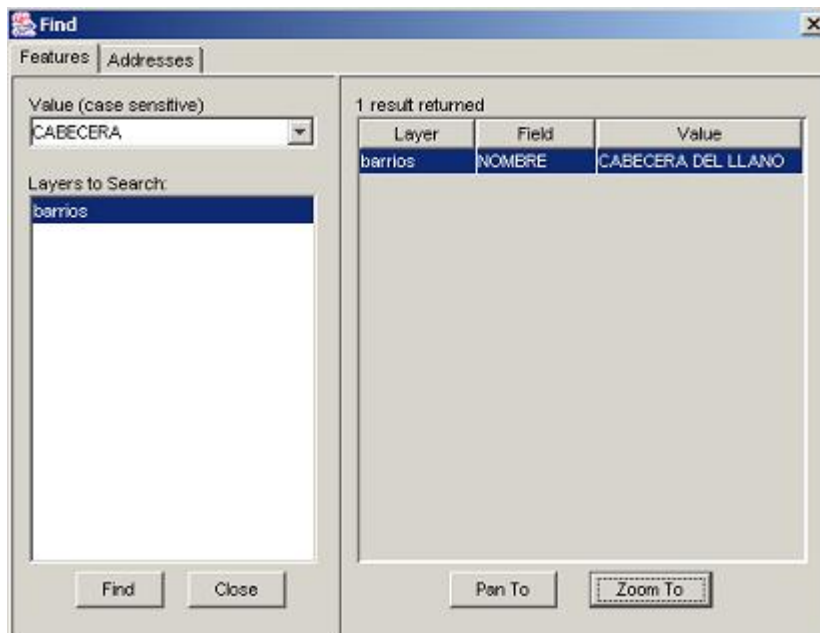 Find
Features Addresses
Value (case sensitive)
CABECERA
Layers to Search:
barrios
Find Close
1 result returned
Layer Field Value
barrios NOMBRE CABECERA DEL LLANO
Pan To Zoom To